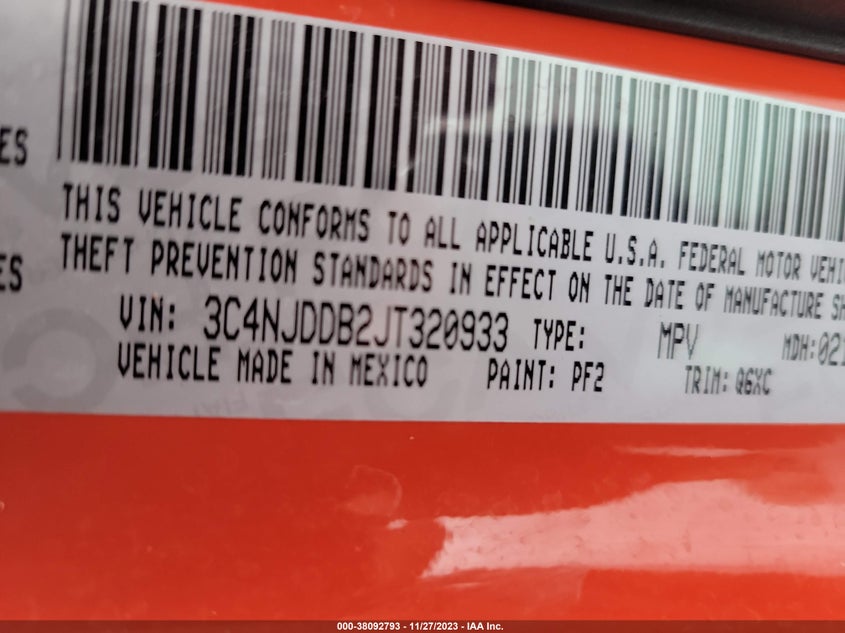 ES
THIS VEHICLE CONFORMS TO ALL APPLICABLE U.S.A. FEDERAL MOTOR VEHI
ES THEFT PREVENTION STANDARDS IN EFFECT ON THE DATE OF MANUFACTURE SH
VIN: 3C4NJDDB2JT320933 TYPE: MPV MDH: 021
VEHICLE MADE IN MEXICO PAINT: PF2 TRIM: Q6XC
000-38092793 - 11/27/2023 - IAA Inc.